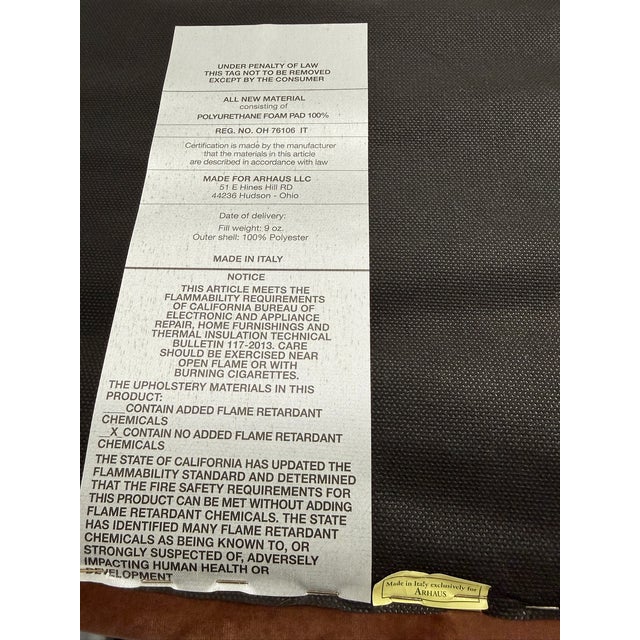 UNDER PENALTY OF LAW
THIS TAG NOT TO BE REMOVED
EXCEPT BY THE CONSUMER
ALL NEW MATERIAL
consisting of
POLYURETHANE FOAM PAD 100%
REG. NO. OH 76106 IT
Certification is made by the manufacturer
that the materials in this article
are described in accordance with law
MADE FOR ARHAUS LLC
51 E Hines Hill RD
44236 Hudson - Ohio
Date of delivery:
Fill weight: 9 oz.
Outer shell: 100% Polyester
MADE IN ITALY
NOTICE
THIS ARTICLE MEETS THE
FLAMMABILITY REQUIREMENTS
OF CALIFORNIA BUREAU OF
ELECTRONIC AND APPLIANCE
REPAIR, HOME FURNISHINGS AND
THERMAL INSULATION TECHNICAL
BULLETIN 117-2013. CARE
SHOULD BE EXERCISED NEAR
OPEN FLAME OR WITH
BURNING CIGARETTES.
THE UPHOLSTERY MATERIALS IN THIS
PRODUCT:
____CONTAIN ADDED FLAME RETARDANT
CHEMICALS
__X CONTAIN NO ADDED FLAME RETARDANT
CHEMICALS
THE STATE OF CALIFORNIA HAS UPDATED THE
FLAMMABILITY STANDARD AND DETERMINED
THAT THE FIRE SAFETY REQUIREMENTS FOR
THIS PRODUCT CAN BE MET WITHOUT ADDING
FLAME RETARDANT CHEMICALS. THE STATE
HAS IDENTIFIED MANY FLAME RETARDANT
CHEMICALS AS BEING KNOWN TO, OR
STRONGLY SUSPECTED OF, ADVERSELY
IMPACTING HUMAN HEALTH OR
DEVELOPMENT
Made in Italy exclusively for
ARHAUS